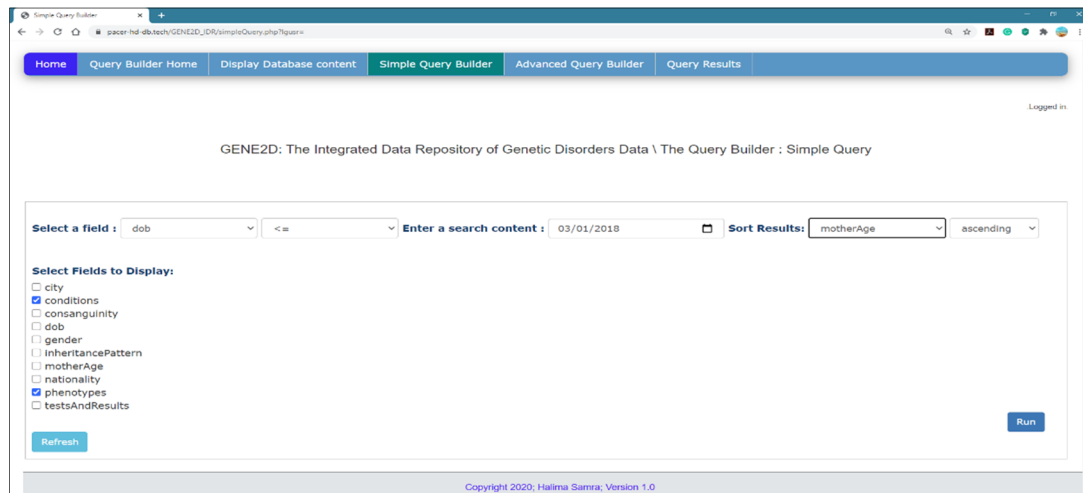 Simple Query Builder
pacer-hd-db.tech/GENE2D_IDR/simpleQuery.php?lguar=
Home Query Builder Home Display Database content Simple Query Builder Advanced Query Builder Query Results
Logged in
GENE2D: The Integrated Data Repository of Genetic Disorders Data \ The Query Builder : Simple Query
Select a field : dob <= Enter a search content : 03/01/2018 Sort Results: motherAge ascending
Select Fields to Display:
city
conditions
consanguinity
dob
gender
inheritancePattern
motherAge
nationality
phenotypes
testsAndResults
Run
Refresh
Copyright 2020; Halima Samra; Version 1.0